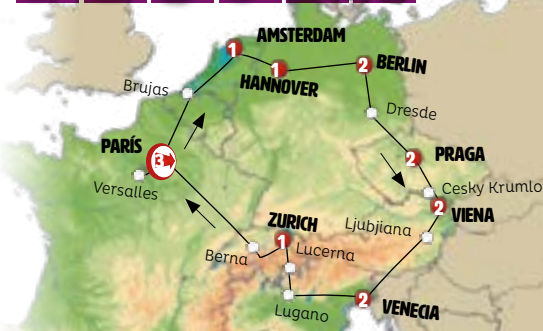 AMSTERDAM
1
1
HANNOVER
2
BERLIN
Brujas
Dresde
PARÍS
3
Versalles
2
PRAGA
Cesky Krumlo
2
VIENA
ZURICH
1
Ljubjiana
Berna
Lucerna
Lugano
2
VENECIA